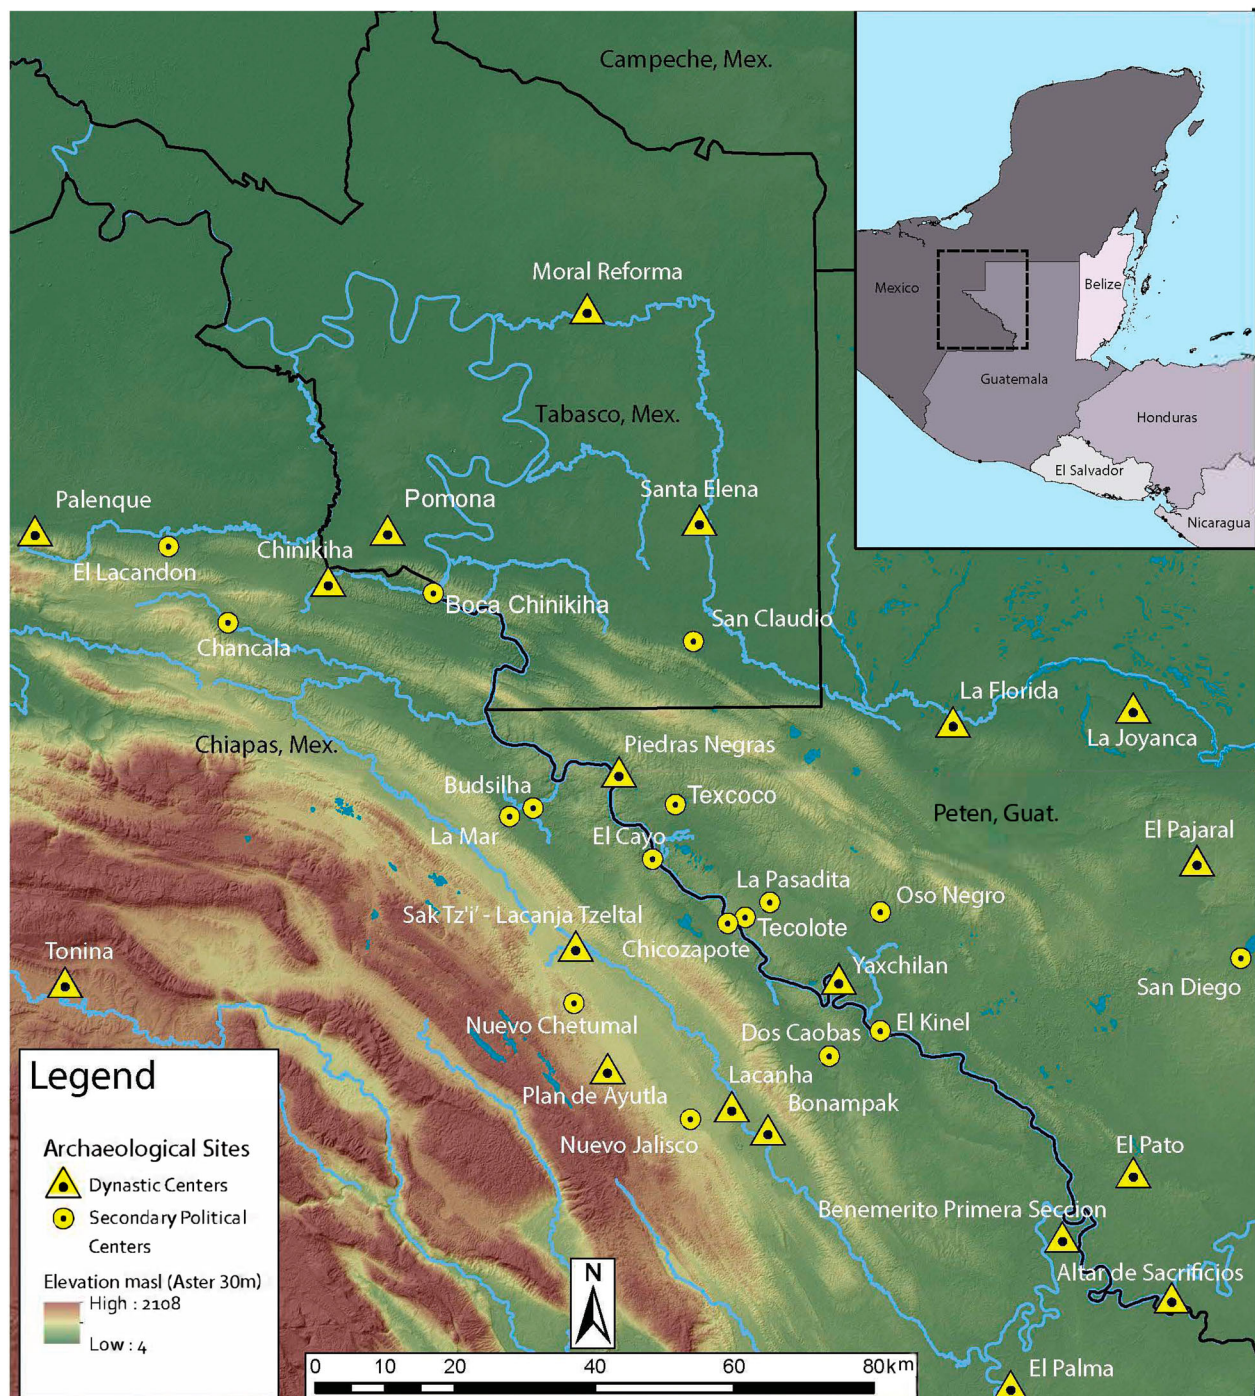 Campeche, Mex.
Moral Reforma
Tabasco, Mex.
Palenque
Pomona
Santa Elena
El Lacandon
Chinikiha
Boca Chinikiha
San Claudio
Chancala
La Florida
La Joyanca
Chiapas, Mex.
Piedras Negras
Budsilha
Texcoco
La Mar
El Cayo
Peten, Guat.
El Pajaral
La Pasadita
Oso Negro
Sak Tz'i' - Lacanja Tzeltal
Tecolote
Chicozapote
Tonina
Yaxchilan
San Diego
Nuevo Chetumal
Dos Caobas
El Kinel
Lacanha
Plan de Ayutla
Bonampak
Nuevo Jalisco
El Pato
Benemerito Primera Seccion
Altar de Sacrificios
El Palma
Mexico
Belize
Guatemala
Honduras
El Salvador
Nicaragua
Legend
Archaeological Sites
Dynastic Centers
Secondary Political
Centers
Elevation masl (Aster 30m)
High : 2108
Low : 4
N
0 10 20 40 60 80 km